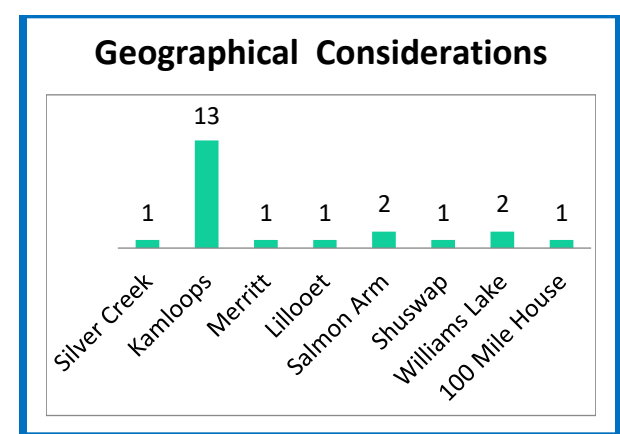 Geographical Considerations
13
1 1 1 2 1 2 1
Silver Creek
Kamloops
Merritt
Lillooet
Salmon Arm
Shuswap
Williams Lake
100 Mile House